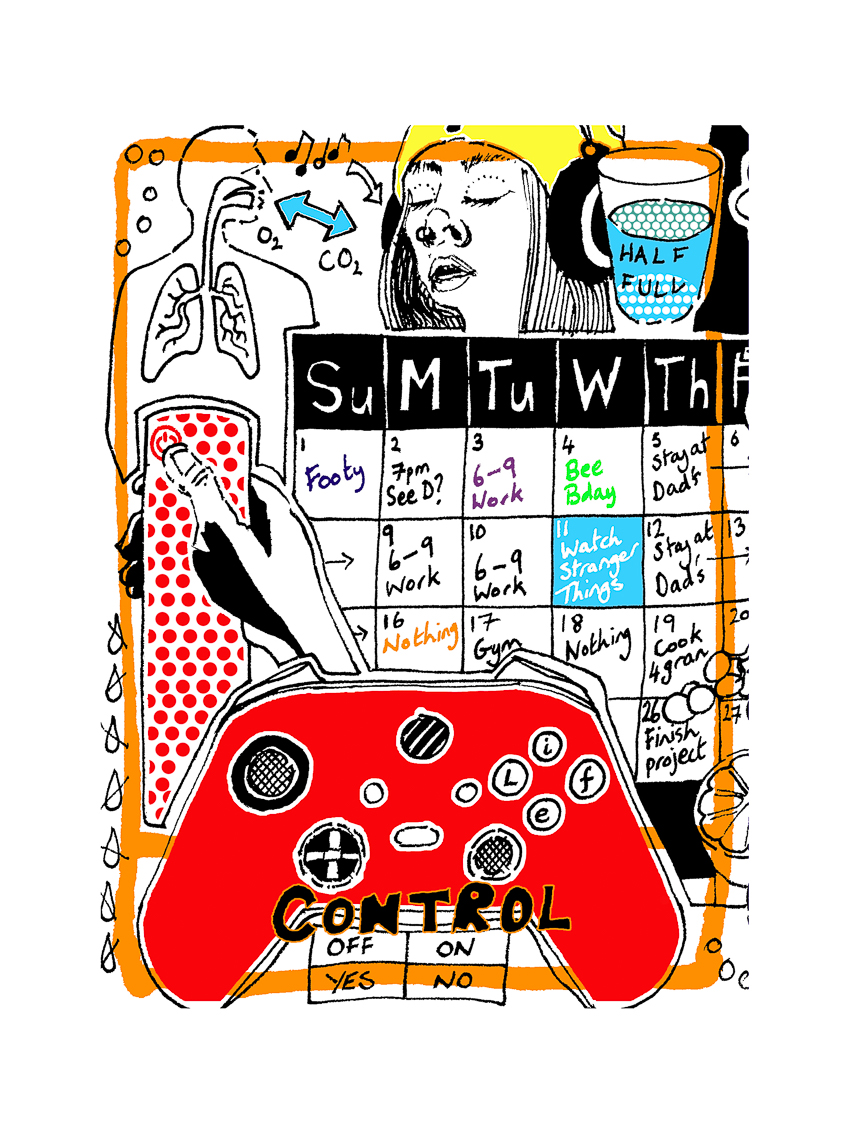 O2
CO2
HALF
FULL
Su M Tu W Th F
1 2 3 4 5 6
Footy
7pm
See D?
6-9
Work
Bee
Bday
Stay at
Dad's
9 10 11 12 13
6-9
Work
6-9
Work
Watch
Stranger
Things
Stay at
Dad's
16 17 18 19 20
Nothing
Gym
Nothing
Cook
4 gran
26 27
Finish
project
L i f e
CONTROL
OFF ON
YES NO